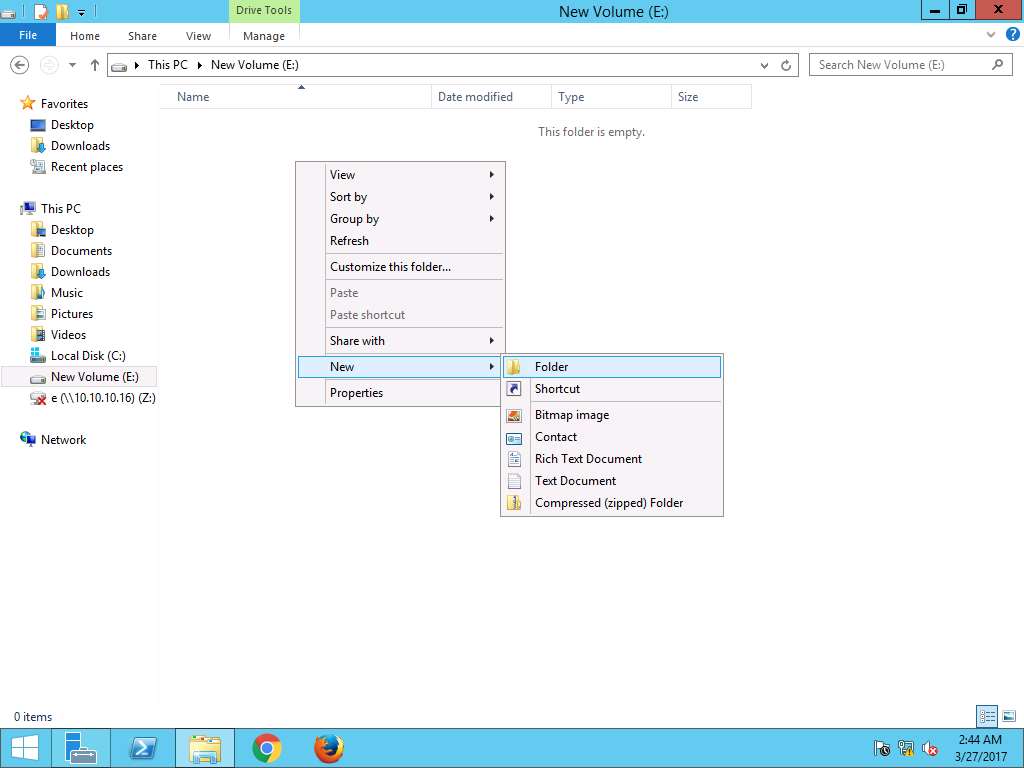 Drive Tools
New Volume (E:)
File
Home
Share
View
Manage
This PC
New Volume (E:)
Search New Volume (E:)
Name
Date modified
Type
Size
This folder is empty.
Favorites
Desktop
Downloads
Recent places
This PC
Desktop
Documents
Downloads
Music
Pictures
Videos
Local Disk (C:)
New Volume (E:)
e (\\10.10.10.16) (Z:)
Network
View
Sort by
Group by
Refresh
Customize this folder...
Paste
Paste shortcut
Share with
New
Properties
Folder
Shortcut
Bitmap image
Contact
Rich Text Document
Text Document
Compressed (zipped) Folder
0 items
2:44 AM
3/27/2017